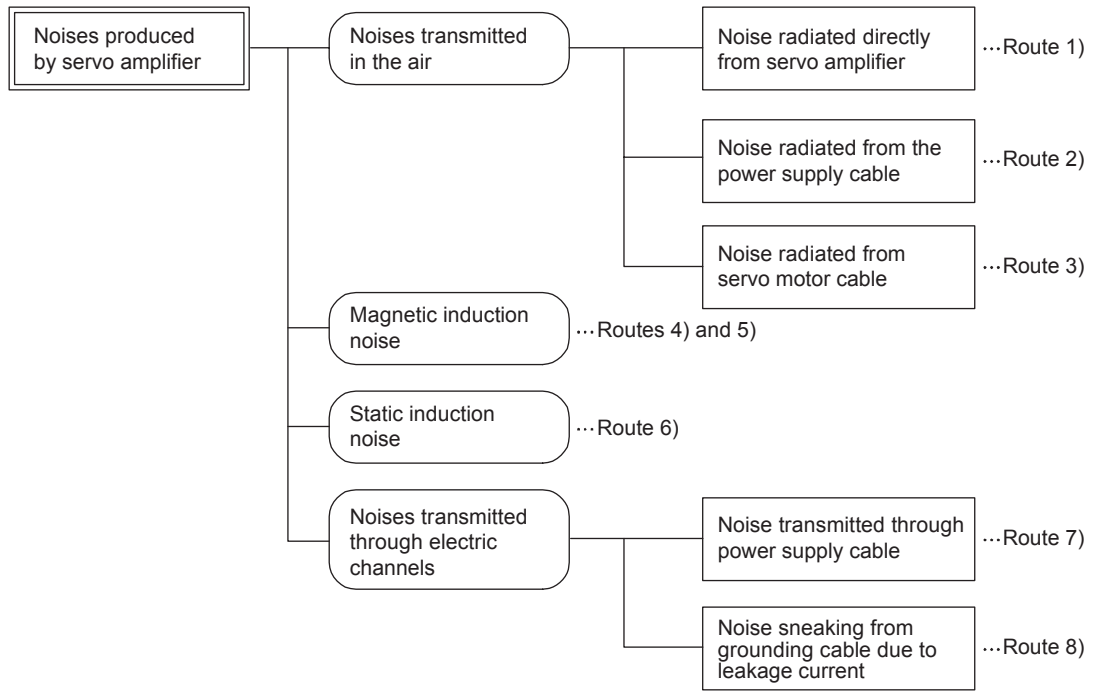 Noises produced
by servo amplifier
Noises transmitted
in the air
Noise radiated directly
from servo amplifier
…Route 1)
Noise radiated from the
power supply cable
…Route 2)
Noise radiated from
servo motor cable
…Route 3)
Magnetic induction
noise
…Routes 4) and 5)
Static induction
noise
…Route 6)
Noises transmitted
through electric
channels
Noise transmitted through
power supply cable
…Route 7)
Noise sneaking from
grounding cable due to
leakage current
…Route 8)